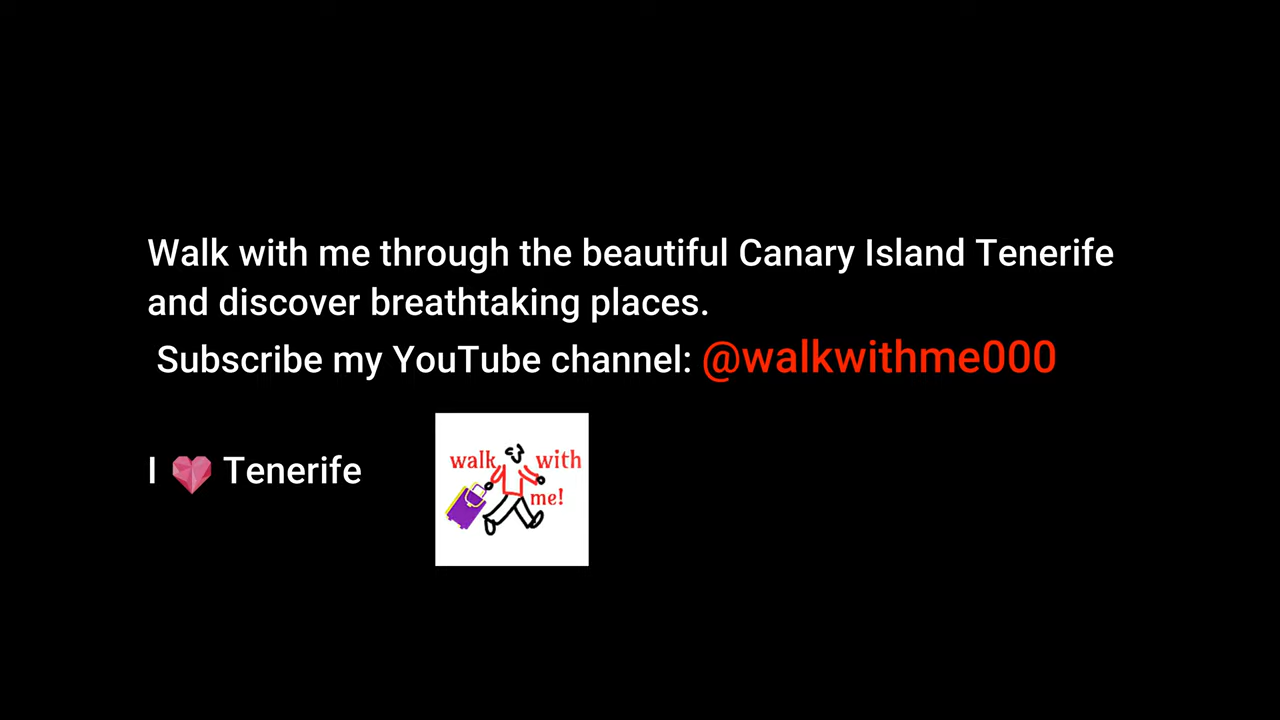 Walk with me through the beautiful Canary Island Tenerife
and discover breathtaking places.
Subscribe my YouTube channel: @walkwithme000
I Tenerife
walk with
me!